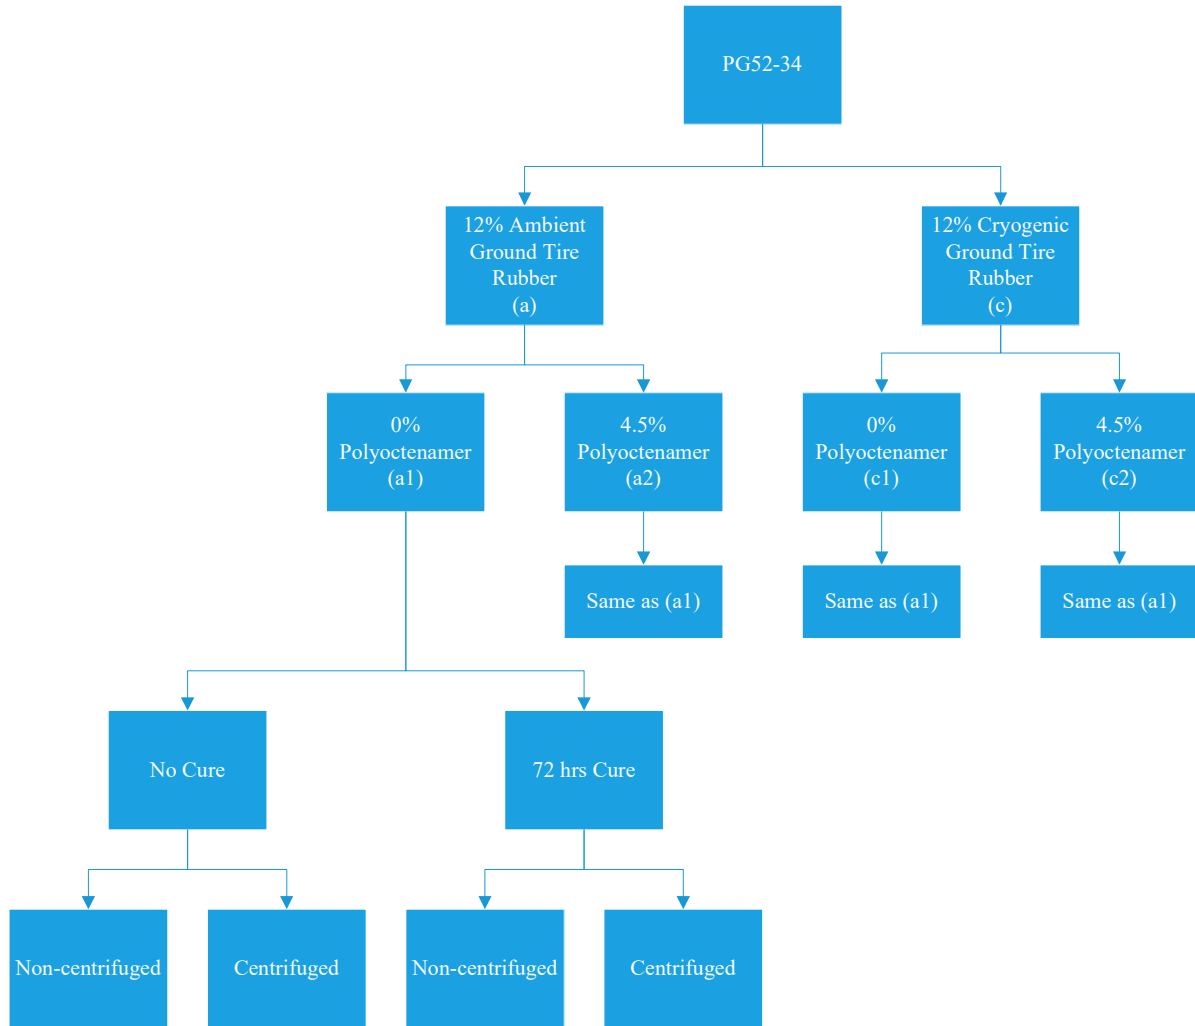 PG52-34
12% Ambient
Ground Tire
Rubber
(a)
12% Cryogenic
Ground Tire
Rubber
(c)
0%
Polyoctenamer
(a1)
4.5%
Polyoctenamer
(a2)
0%
Polyoctenamer
(c1)
4.5%
Polyoctenamer
(c2)
Same as (a1)
Same as (a1)
Same as (a1)
No Cure
72 hrs Cure
Non-centrifuged
Centrifuged
Non-centrifuged
Centrifuged